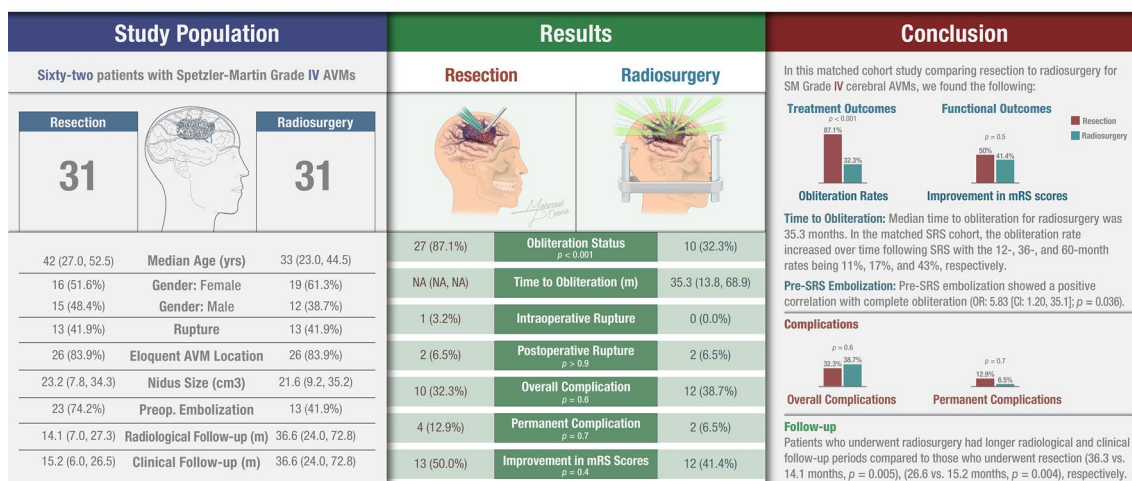 Study Population
Sixty-two patients with Spetzler-Martin Grade IV AVMs
Resection
31
Radiosurgery
31
42 (27.0, 52.5) Median Age (yrs) 33 (23.0, 44.5)
16 (51.6%) Gender: Female 19 (61.3%)
15 (48.4%) Gender: Male 12 (38.7%)
13 (41.9%) Rupture 13 (41.9%)
26 (83.9%) Eloquent AVM Location 26 (83.9%)
23.2 (7.8, 34.3) Nidus Size (cm3) 21.6 (9.2, 35.2)
23 (74.2%) Preop. Embolization 13 (41.9%)
14.1 (7.0, 27.3) Radiological Follow-up (m) 36.6 (24.0, 72.8)
15.2 (6.0, 26.5) Clinical Follow-up (m) 36.6 (24.0, 72.8)
Results
Resection Radiosurgery
27 (87.1%) Obliteration Status 10 (32.3%)
p < 0.001
NA (NA, NA) Time to Obliteration (m) 35.3 (13.8, 68.9)
1 (3.2%) Intraoperative Rupture 0 (0.0%)
2 (6.5%) Postoperative Rupture 2 (6.5%)
p > 0.9
10 (32.3%) Overall Complication 12 (38.7%)
p = 0.6
4 (12.9%) Permanent Complication 2 (6.5%)
p = 0.7
13 (50.0%) Improvement in mRS Scores 12 (41.4%)
p = 0.4
Conclusion
In this matched cohort study comparing resection to radiosurgery for
SM Grade IV cerebral AVMs, we found the following:
Treatment Outcomes
p < 0.001
87.1%
32.3%
Obliteration Rates
Functional Outcomes
p = 0.5
50%
41.4%
Improvement in mRS scores
Resection
Radiosurgery
Time to Obliteration: Median time to obliteration for radiosurgery was
35.3 months. In the matched SRS cohort, the obliteration rate
increased over time following SRS with the 12-, 36-, and 60-month
rates being 11%, 17%, and 43%, respectively.
Pre-SRS Embolization: Pre-SRS embolization showed a positive
correlation with complete obliteration (OR: 5.83 [CI: 1.20, 35.1]; p = 0.036).
Complications
p = 0.6
32.3% 38.7%
Overall Complications
p = 0.7
12.9%
6.5%
Permanent Complications
Follow-up
Patients who underwent radiosurgery had longer radiological and clinical
follow-up periods compared to those who underwent resection (36.3 vs.
14.1 months, p = 0.005), (26.6 vs. 15.2 months, p = 0.004), respectively.